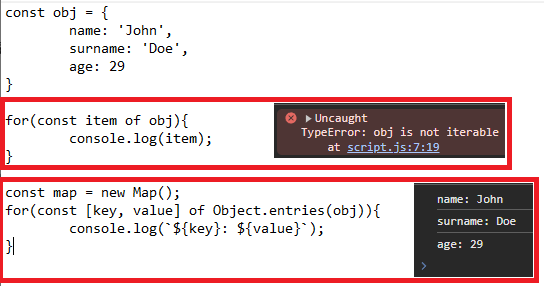 const obj = {
name: 'John',
surname: 'Doe',
age: 29
}
for(const item of obj){
console.log(item);
}
Uncaught
TypeError: obj is not iterable
at script.js:7:19
const map = new Map();
for(const [key, value] of Object.entries(obj)){
console.log(`${key}: ${value}`);
}
name: John
surname: Doe
age: 29